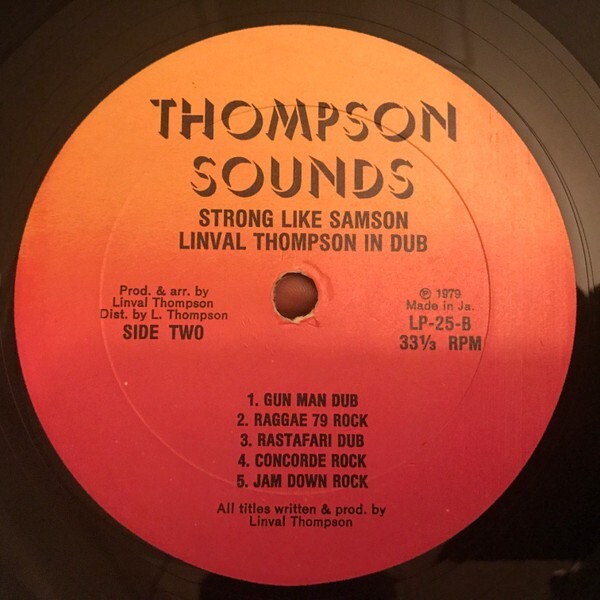 THOMPSON
SOUNDS
STRONG LIKE SAMSON
LINVAL THOMPSON IN DUB
Prod. & arr. by
Linval Thompson
Dist. by L. Thompson
SIDE TWO
℗ 1979
Made in Ja.
LP-25-B
33⅓ RPM
1. GUN MAN DUB
2. RAGGAE 79 ROCK
3. RASTAFARI DUB
4. CONCORDE ROCK
5. JAM DOWN ROCK
All titles written & prod. by
Linval Thompson